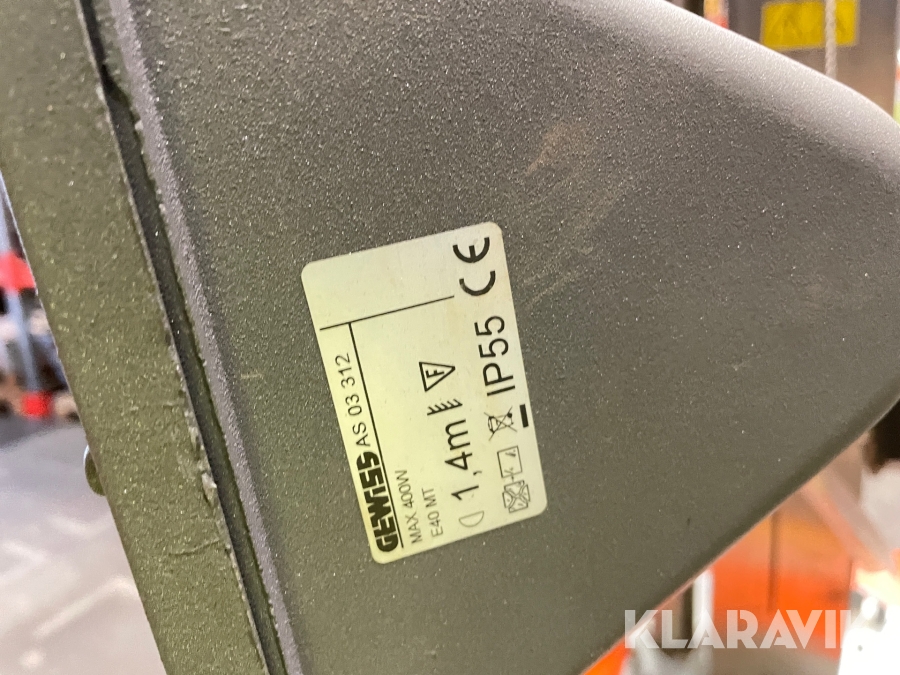 GEWISS AS 03 312
MAX 400W
E40 MT
1,4m F
IP55 CE
KLARAVIK